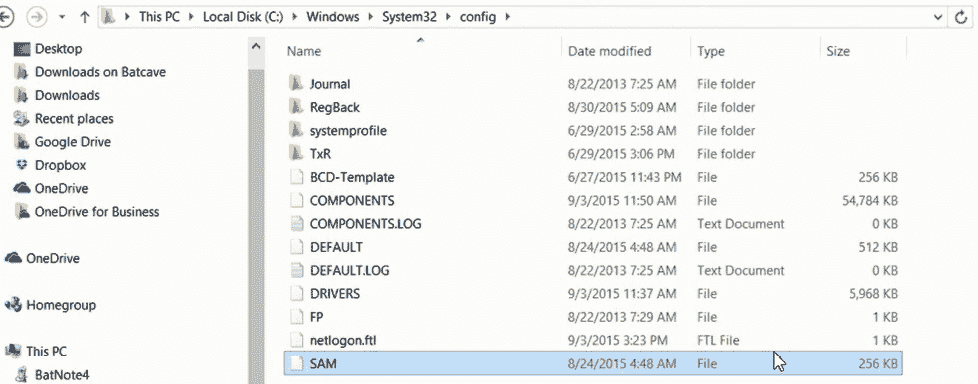 This PC Local Disk (C:) Windows System32 config
Name Date modified Type Size
Desktop
Downloads on Batcave
Downloads
Recent places
Google Drive
Dropbox
OneDrive
OneDrive for Business
OneDrive
Homegroup
This PC
BatNote4
Journal 8/22/2013 7:25 AM File folder
RegBack 8/30/2015 5:09 AM File folder
systemprofile 6/29/2015 2:58 AM File folder
TxR 6/29/2015 3:06 PM File folder
BCD-Template 6/27/2015 11:43 PM File 256 KB
COMPONENTS 9/3/2015 11:50 AM File 54,784 KB
COMPONENTS.LOG 8/22/2013 7:25 AM Text Document 0 KB
DEFAULT 8/24/2015 4:48 AM File 512 KB
DEFAULT.LOG 8/22/2013 7:25 AM Text Document 0 KB
DRIVERS 9/3/2015 11:37 AM File 5,968 KB
FP 8/22/2013 7:29 AM File 1 KB
netlogon.ftl 9/3/2015 3:23 PM FTL File 1 KB
SAM 8/24/2015 4:48 AM File 256 KB